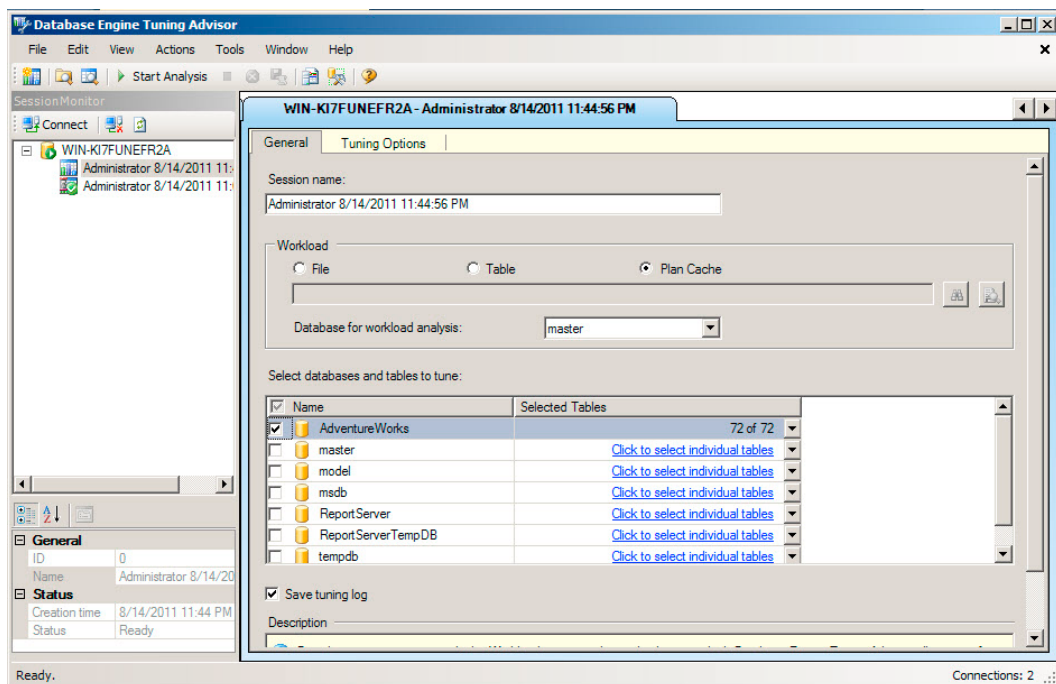 Database Engine Tuning Advisor
File Edit View Actions Tools Window Help
Start Analysis
Session Monitor
Connect
WIN-KI7FUNEFR2A
Administrator 8/14/2011 11:
Administrator 8/14/2011 11:
General
ID 0
Name Administrator 8/14/20
Status
Creation time 8/14/2011 11:44 PM
Status Ready
WIN-KI7FUNEFR2A - Administrator 8/14/2011 11:44:56 PM
General Tuning Options
Session name:
Administrator 8/14/2011 11:44:56 PM
Workload
File Table Plan Cache
Database for workload analysis: master
Select databases and tables to tune:
Name Selected Tables
AdventureWorks 72 of 72
master Click to select individual tables
model Click to select individual tables
msdb Click to select individual tables
ReportServer Click to select individual tables
ReportServerTempDB Click to select individual tables
tempdb Click to select individual tables
Save tuning log
Description
Ready. Connections: 2